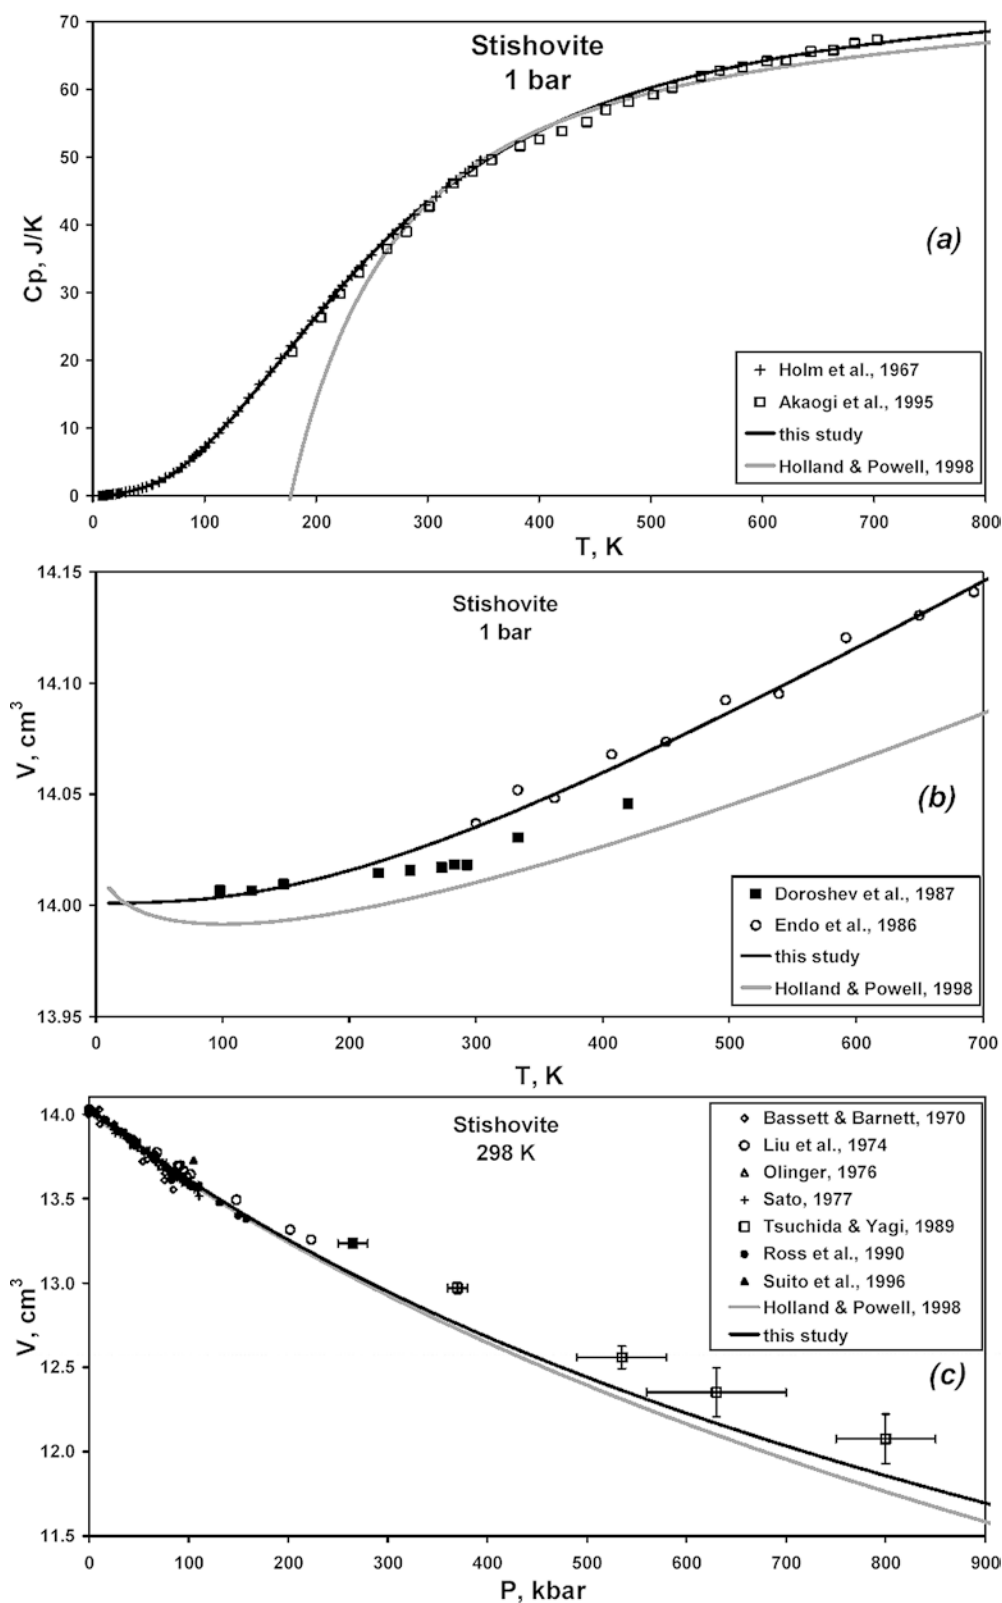 Stishovite
1 bar
70
60
50
40
30
20
10
0
Cp, J/K
(a)
+ Holm et al., 1967
Akaogi et al., 1995
this study
Holland & Powell, 1998
0 100 200 300 400 500 600 700 800
T, K
Stishovite
1 bar
14.15
14.10
14.05
14.00
13.95
V, cm3
(b)
Doroshev et al., 1987
Endo et al., 1986
this study
Holland & Powell, 1998
0 100 200 300 400 500 600 700
T, K
Stishovite
298 K
14.0
13.5
13.0
12.5
12.0
11.5
V, cm3
Bassett & Barnett, 1970
Liu et al., 1974
Olinger, 1976
Sato, 1977
Tsuchida & Yagi, 1989
Ross et al., 1990
Suito et al., 1996
Holland & Powell, 1998
this study
(c)
0 100 200 300 400 500 600 700 800 900
P, kbar